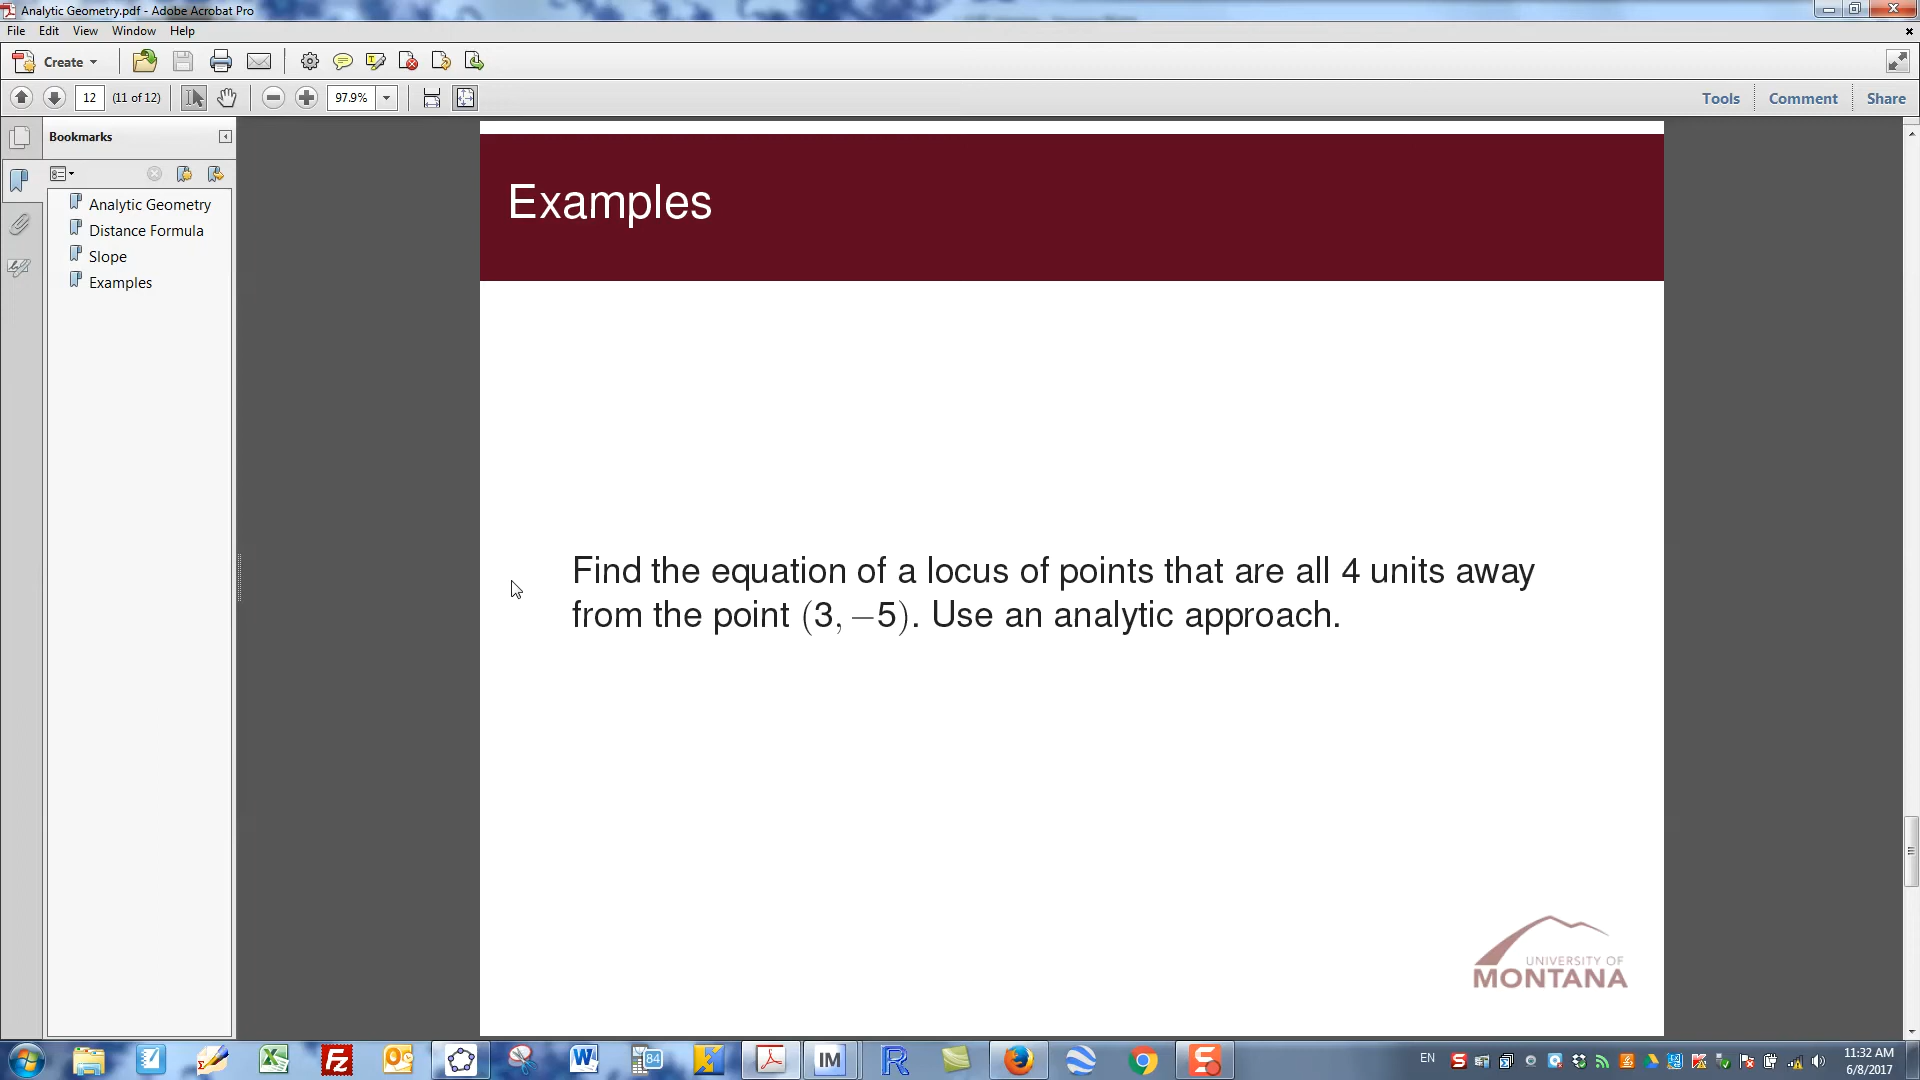 Analytic Geometry.pdf - Adobe Acrobat Pro
File Edit View Window Help
Create
12 (11 of 12) 97.9% Tools Comment Share
Bookmarks
Analytic Geometry
Distance Formula
Slope
Examples
Examples
Find the equation of a locus of points that are all 4 units away
from the point (3, −5). Use an analytic approach.
UNIVERSITY OF
MONTANA
84
IM
EN
11:32 AM
6/8/2017